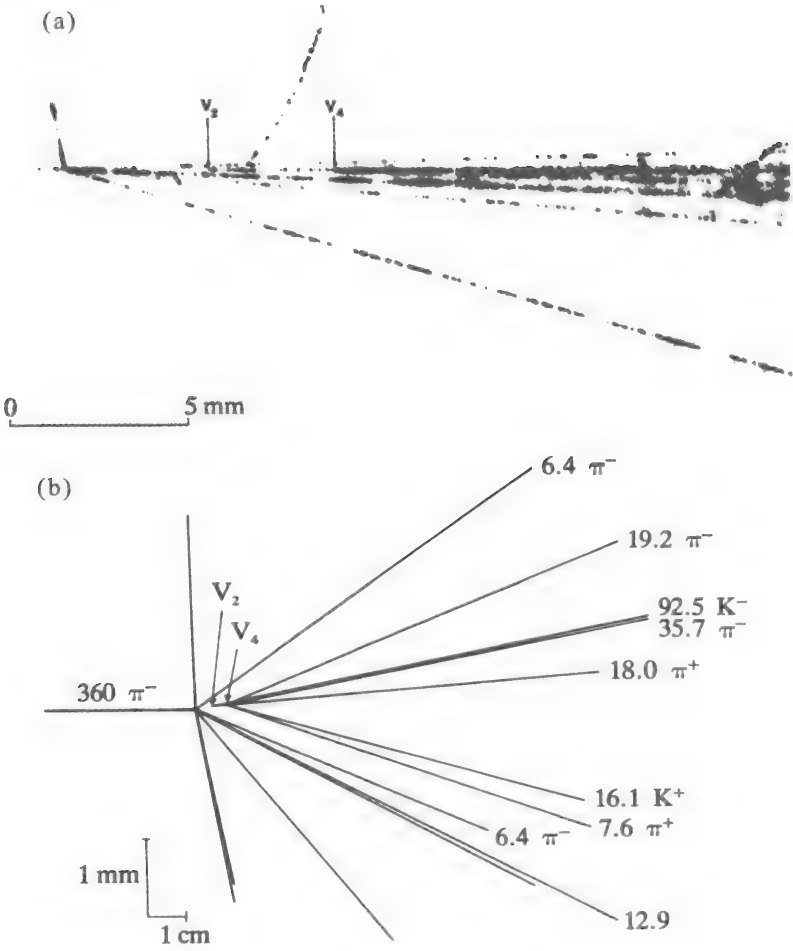 (a)
V₂
V₄
0 5 mm
(b)
6.4 π⁻
19.2 π⁻
V₂
92.5 K⁻
35.7 π⁻
V₄
18.0 π⁺
360 π⁻
16.1 K⁺
7.6 π⁺
6.4 π⁻
1 mm
12.9
1 cm